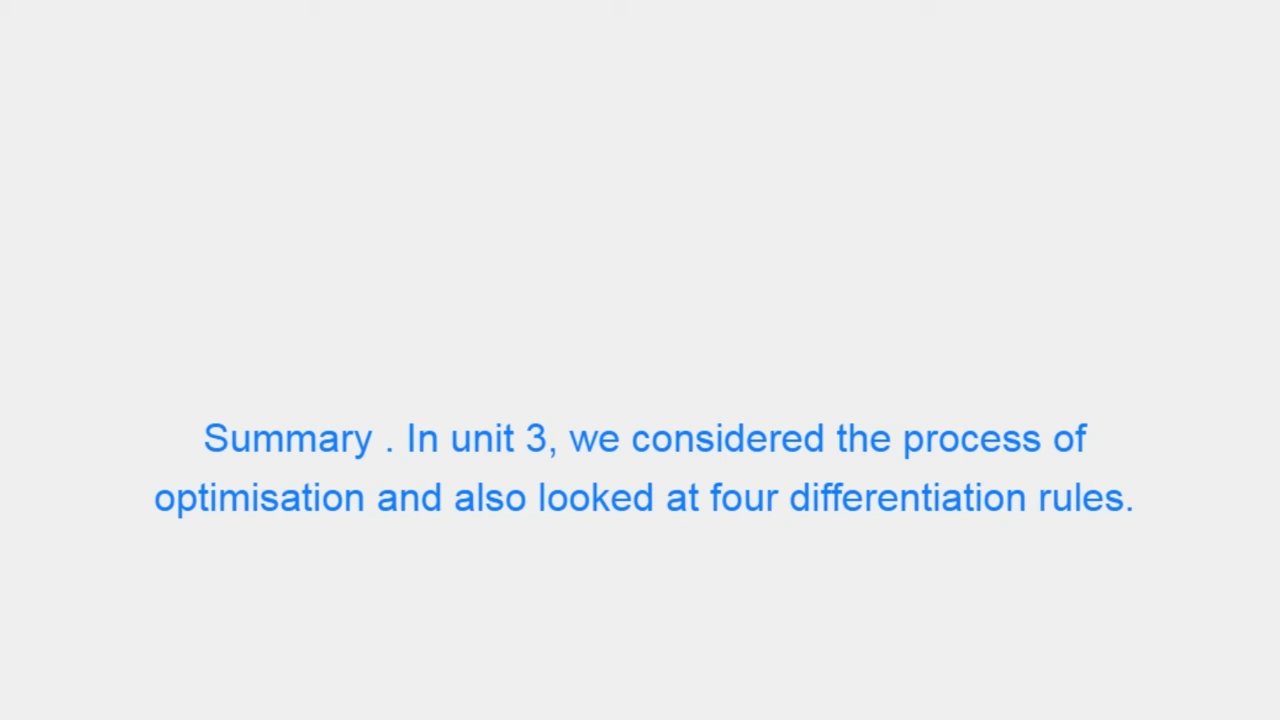 Summary . In unit 3, we considered the process of
optimisation and also looked at four differentiation rules.